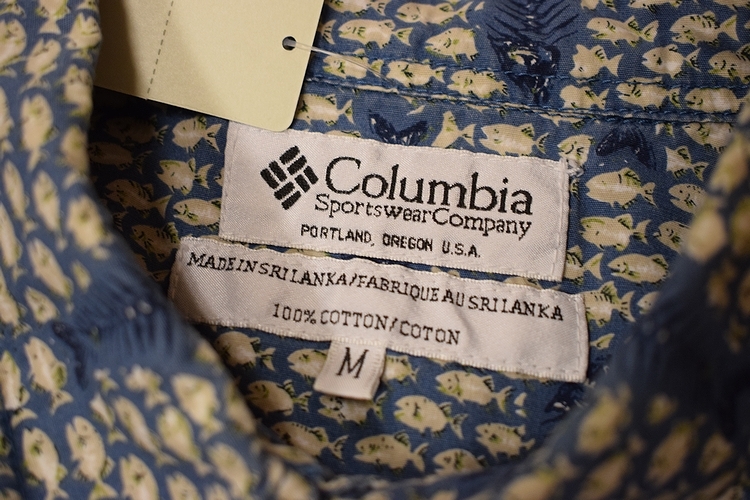 Columbia
SportswearCompany
PORTLAND, OREGON U.S.A.
MADE IN SRI LANKA/FABRIQUE AU SRI LANKA
100% COTTON/COTON
M